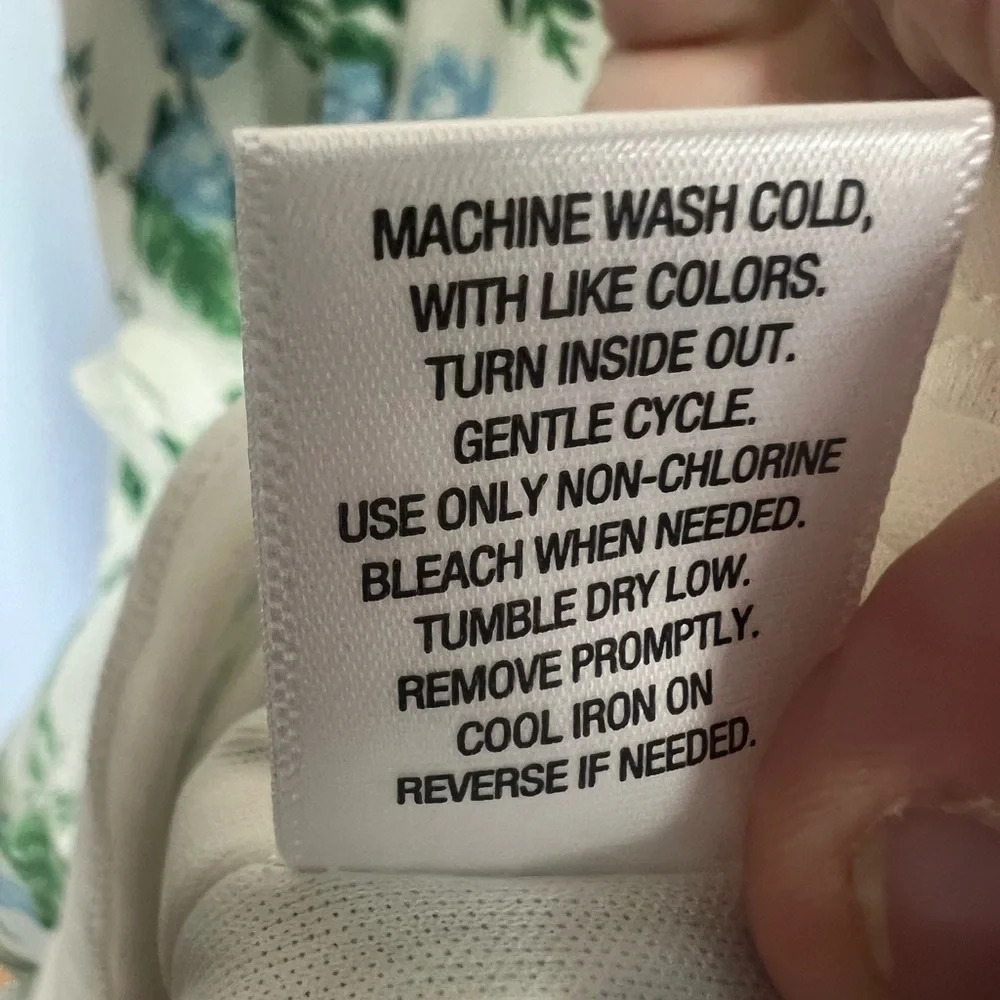 MACHINE WASH COLD,
WITH LIKE COLORS.
TURN INSIDE OUT.
GENTLE CYCLE.
USE ONLY NON-CHLORINE
BLEACH WHEN NEEDED.
TUMBLE DRY LOW.
REMOVE PROMPTLY.
COOL IRON ON
REVERSE IF NEEDED.